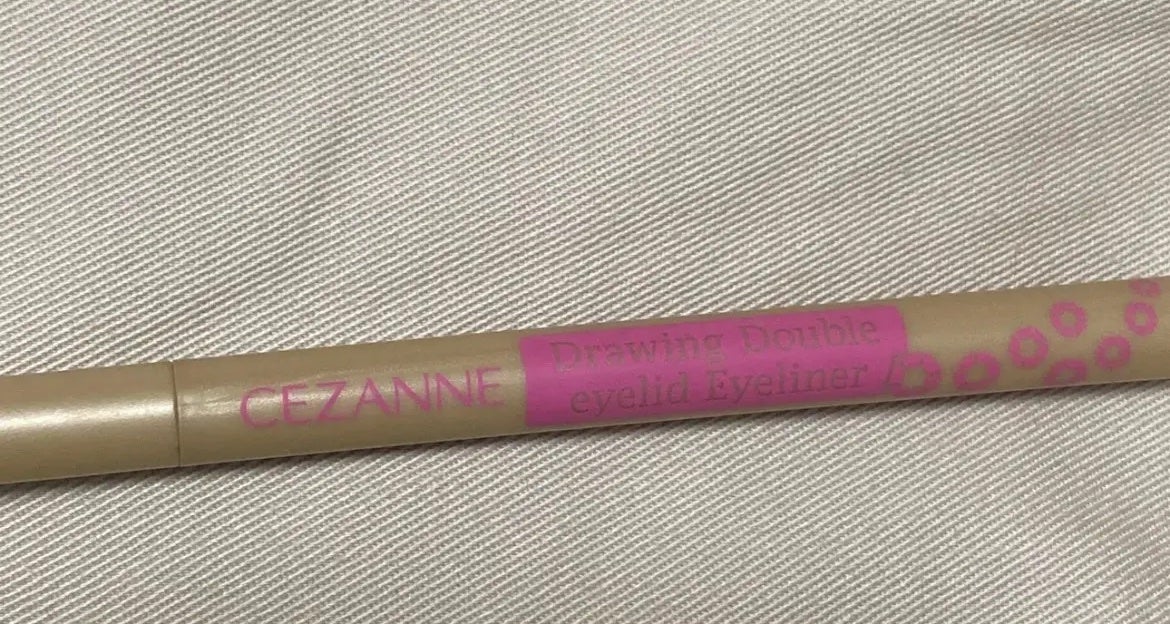 CEZANNE
Drawing Double
eyelid Eyeliner /